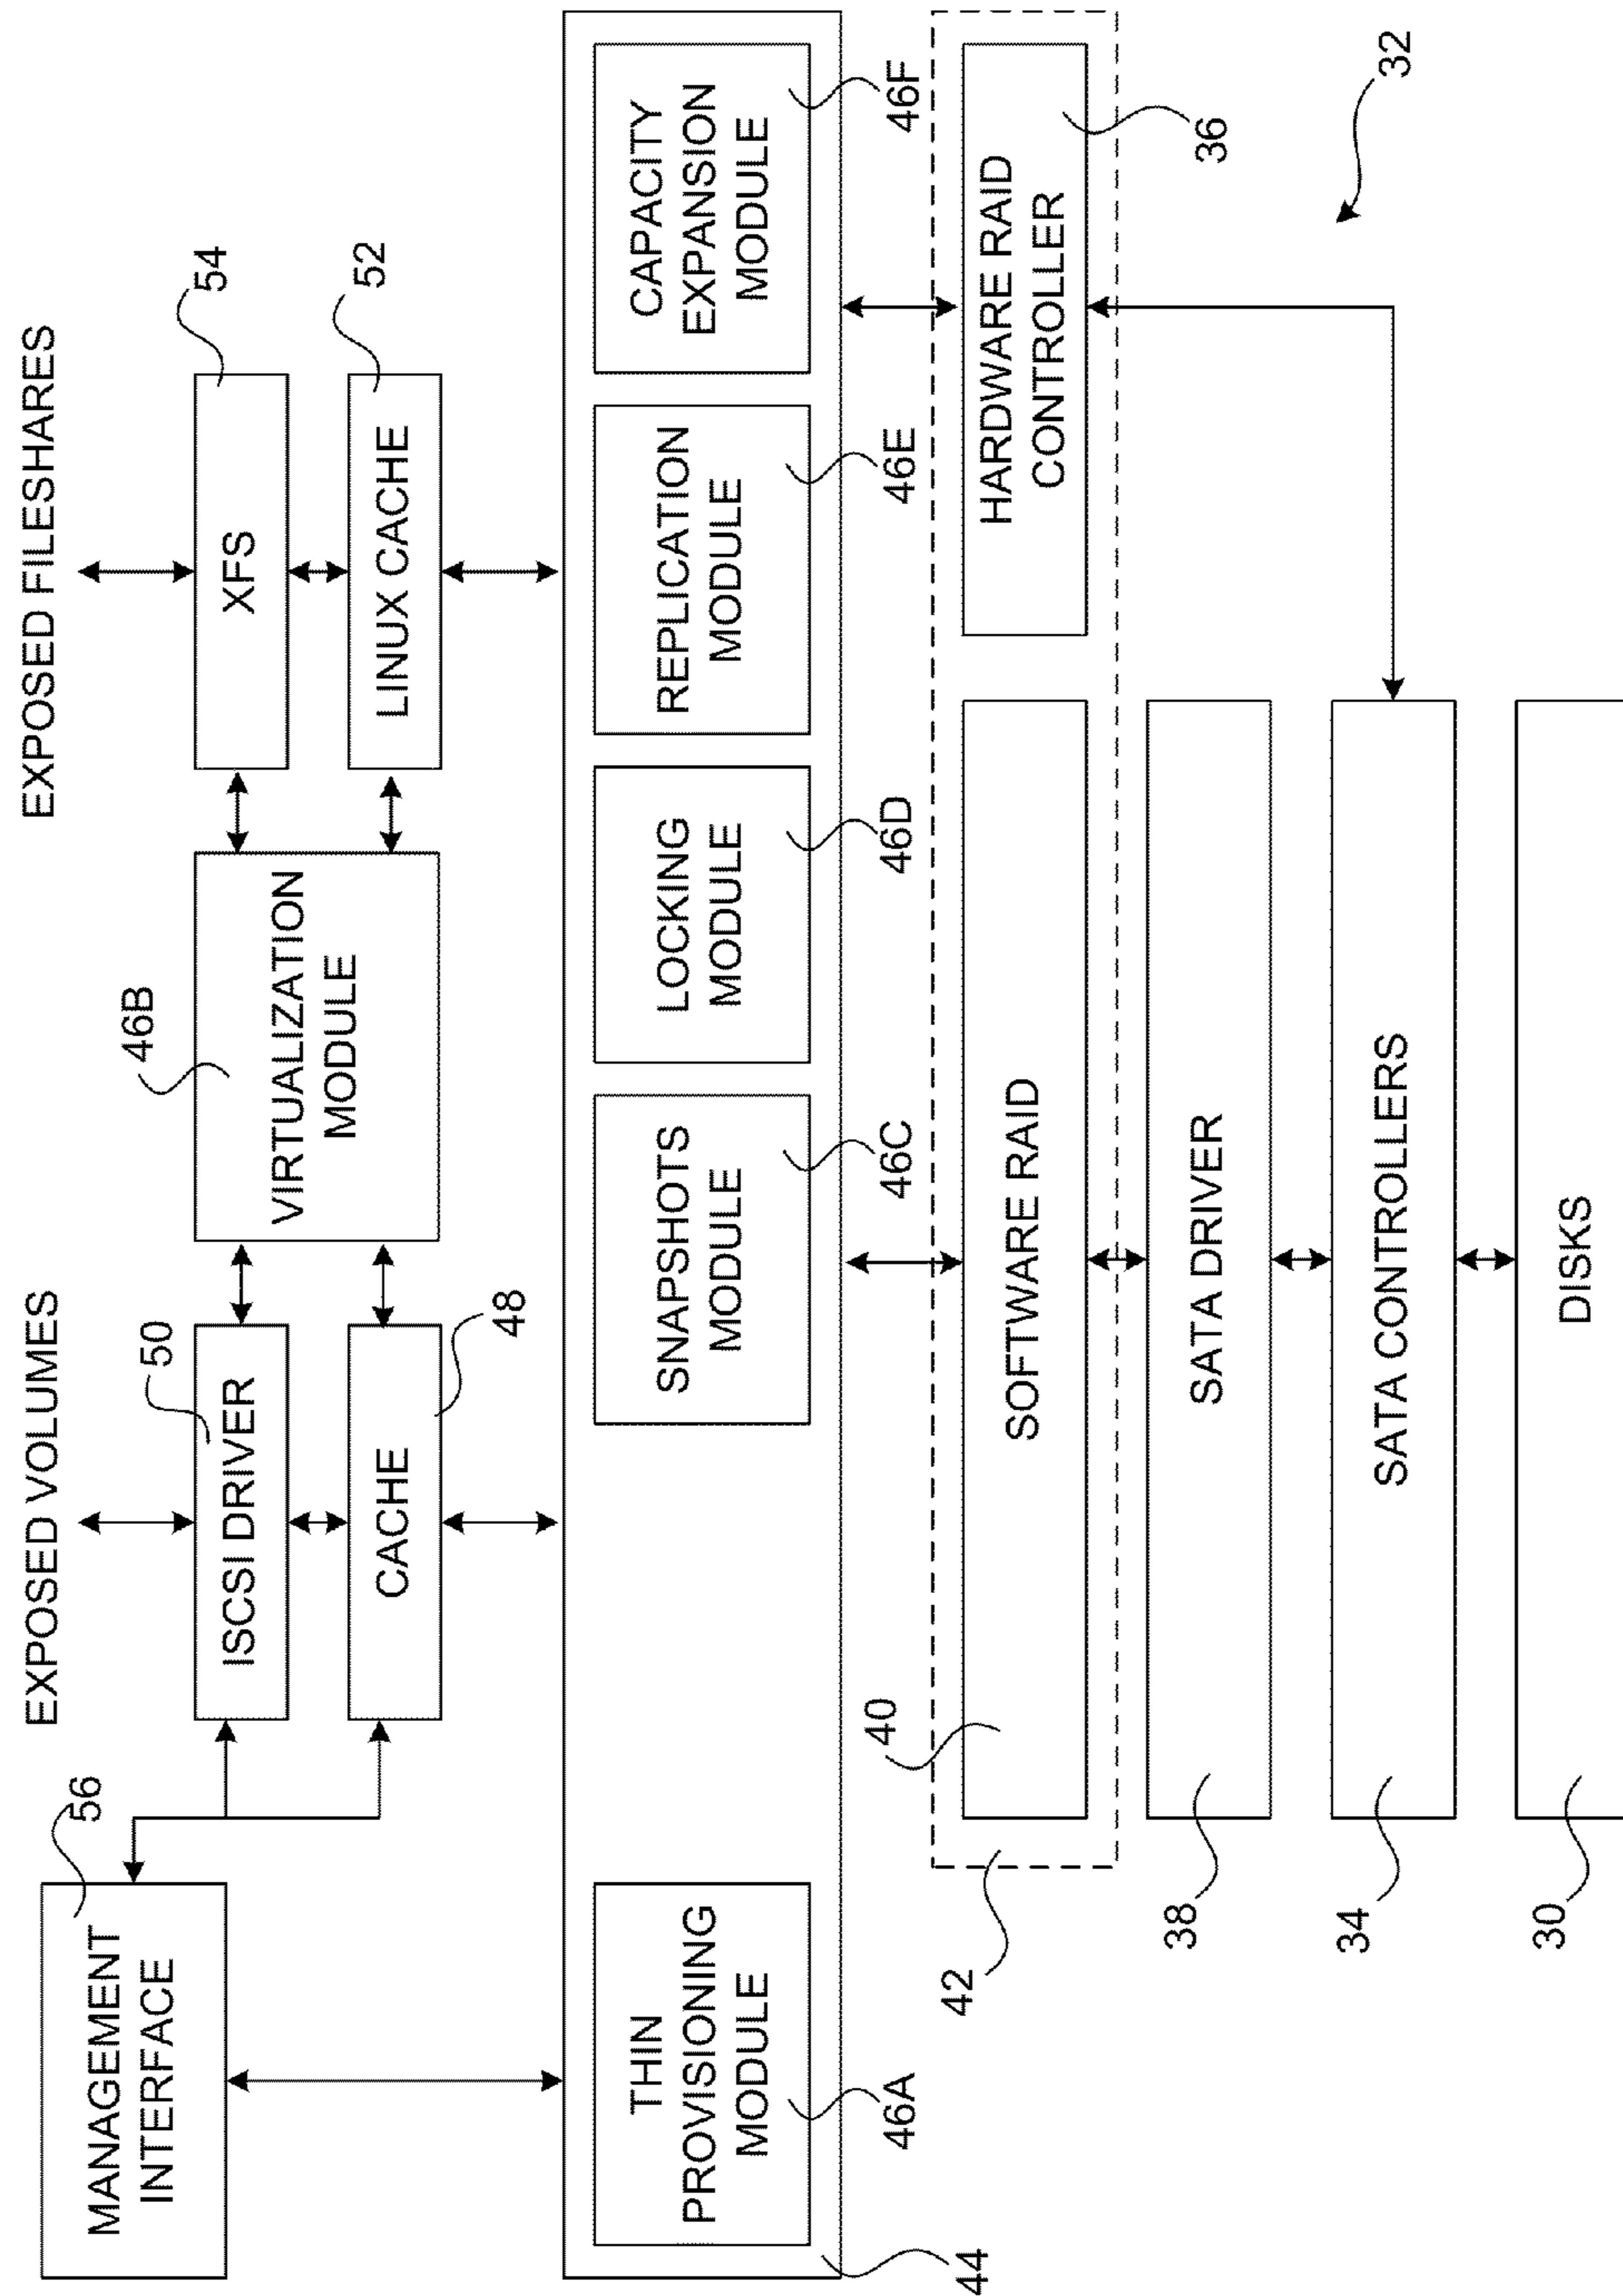 EXPOSED VOLUMES
EXPOSED FILESHARES
MANAGEMENT
INTERFACE
56
ISCSI DRIVER
50
CACHE
48
46B
VIRTUALIZATION
MODULE
XFS
54
LINUX CACHE
52
44
THIN
PROVISIONING
MODULE
46A
SNAPSHOTS
MODULE
46C
LOCKING
MODULE
46D
REPLICATION
MODULE
46E
CAPACITY
EXPANSION
MODULE
46F
42
40
SOFTWARE RAID
HARDWARE RAID
CONTROLLER
36
38
SATA DRIVER
34
SATA CONTROLLERS
32
30
DISKS